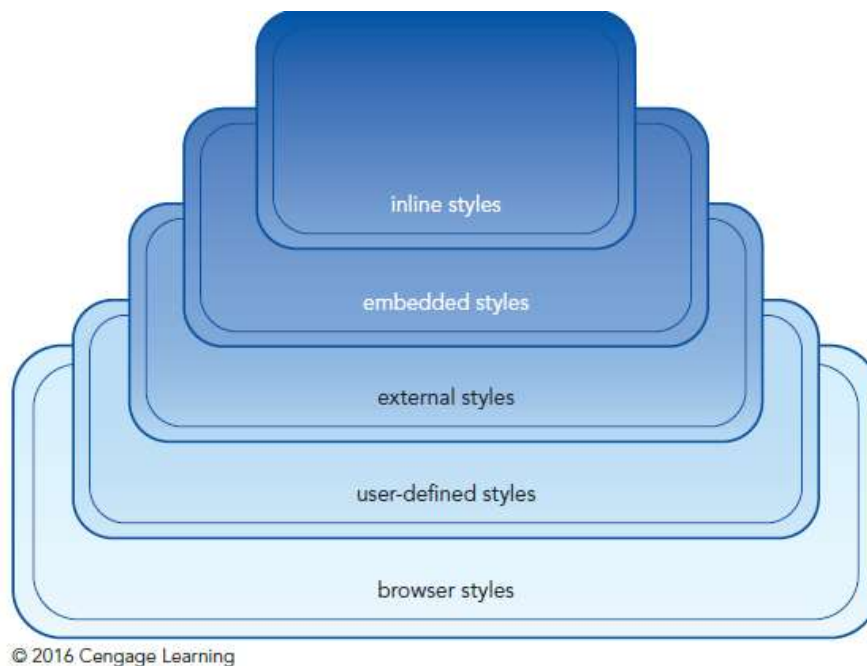 inline styles
embedded styles
external styles
user-defined styles
browser styles
© 2016 Cengage Learning